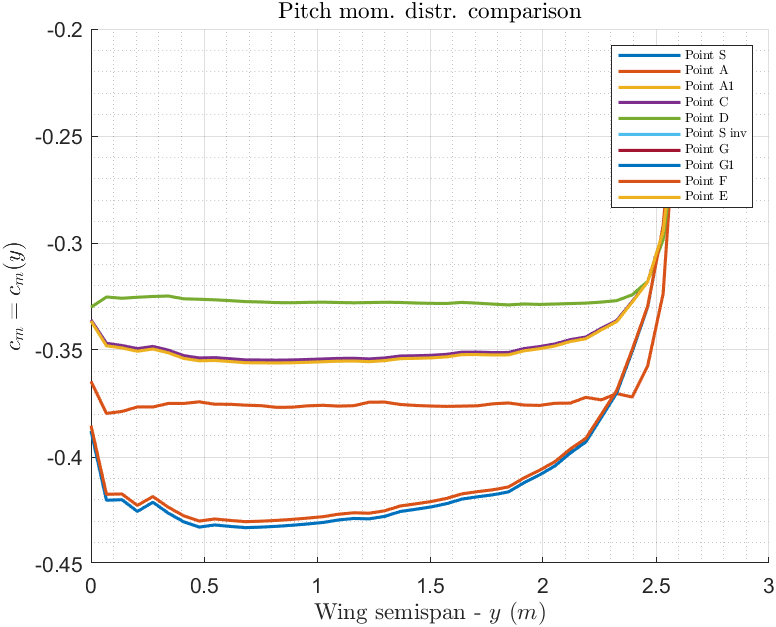 Pitch mom. distr. comparison
-0.2
-0.25
-0.3
-0.35
-0.4
-0.45
c_m = c_m(y)
Point S
Point A
Point A1
Point C
Point D
Point S inv
Point G
Point G1
Point F
Point E
0 0.5 1 1.5 2 2.5 3
Wing semispan - y (m)